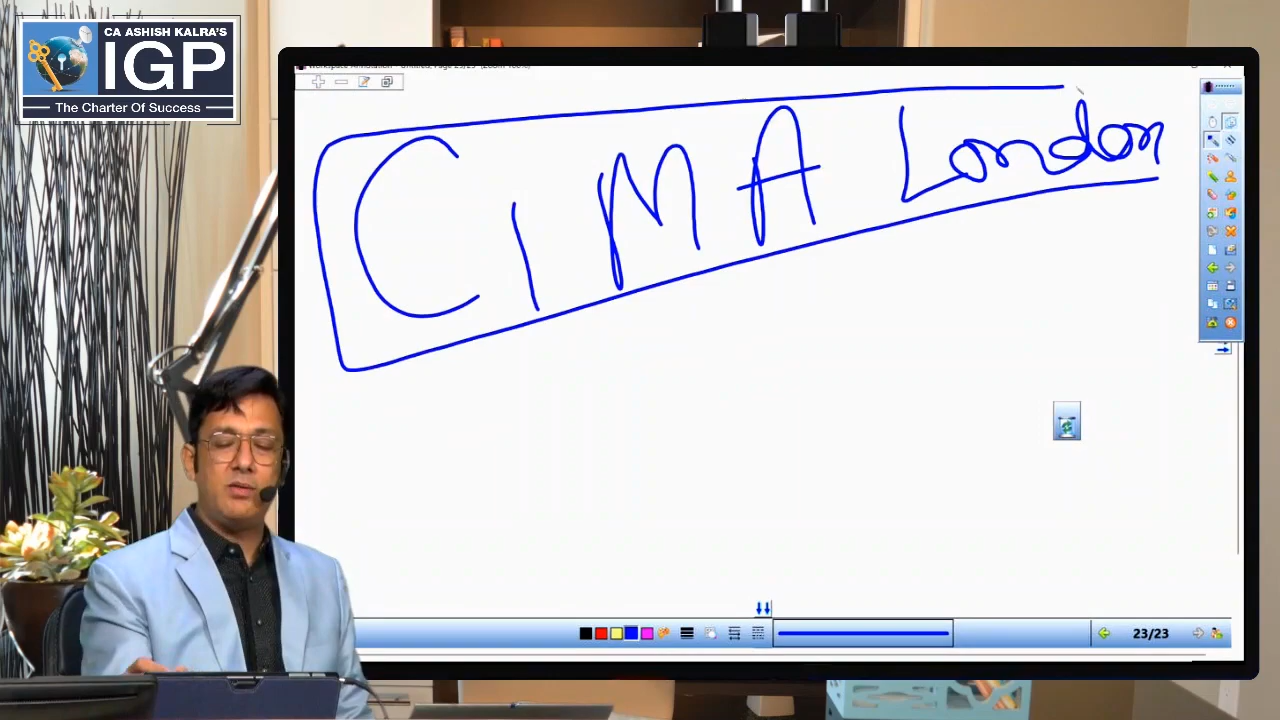 CA ASHISH KALRA'S
IGP
The Charter Of Success
CIMA London
23/23